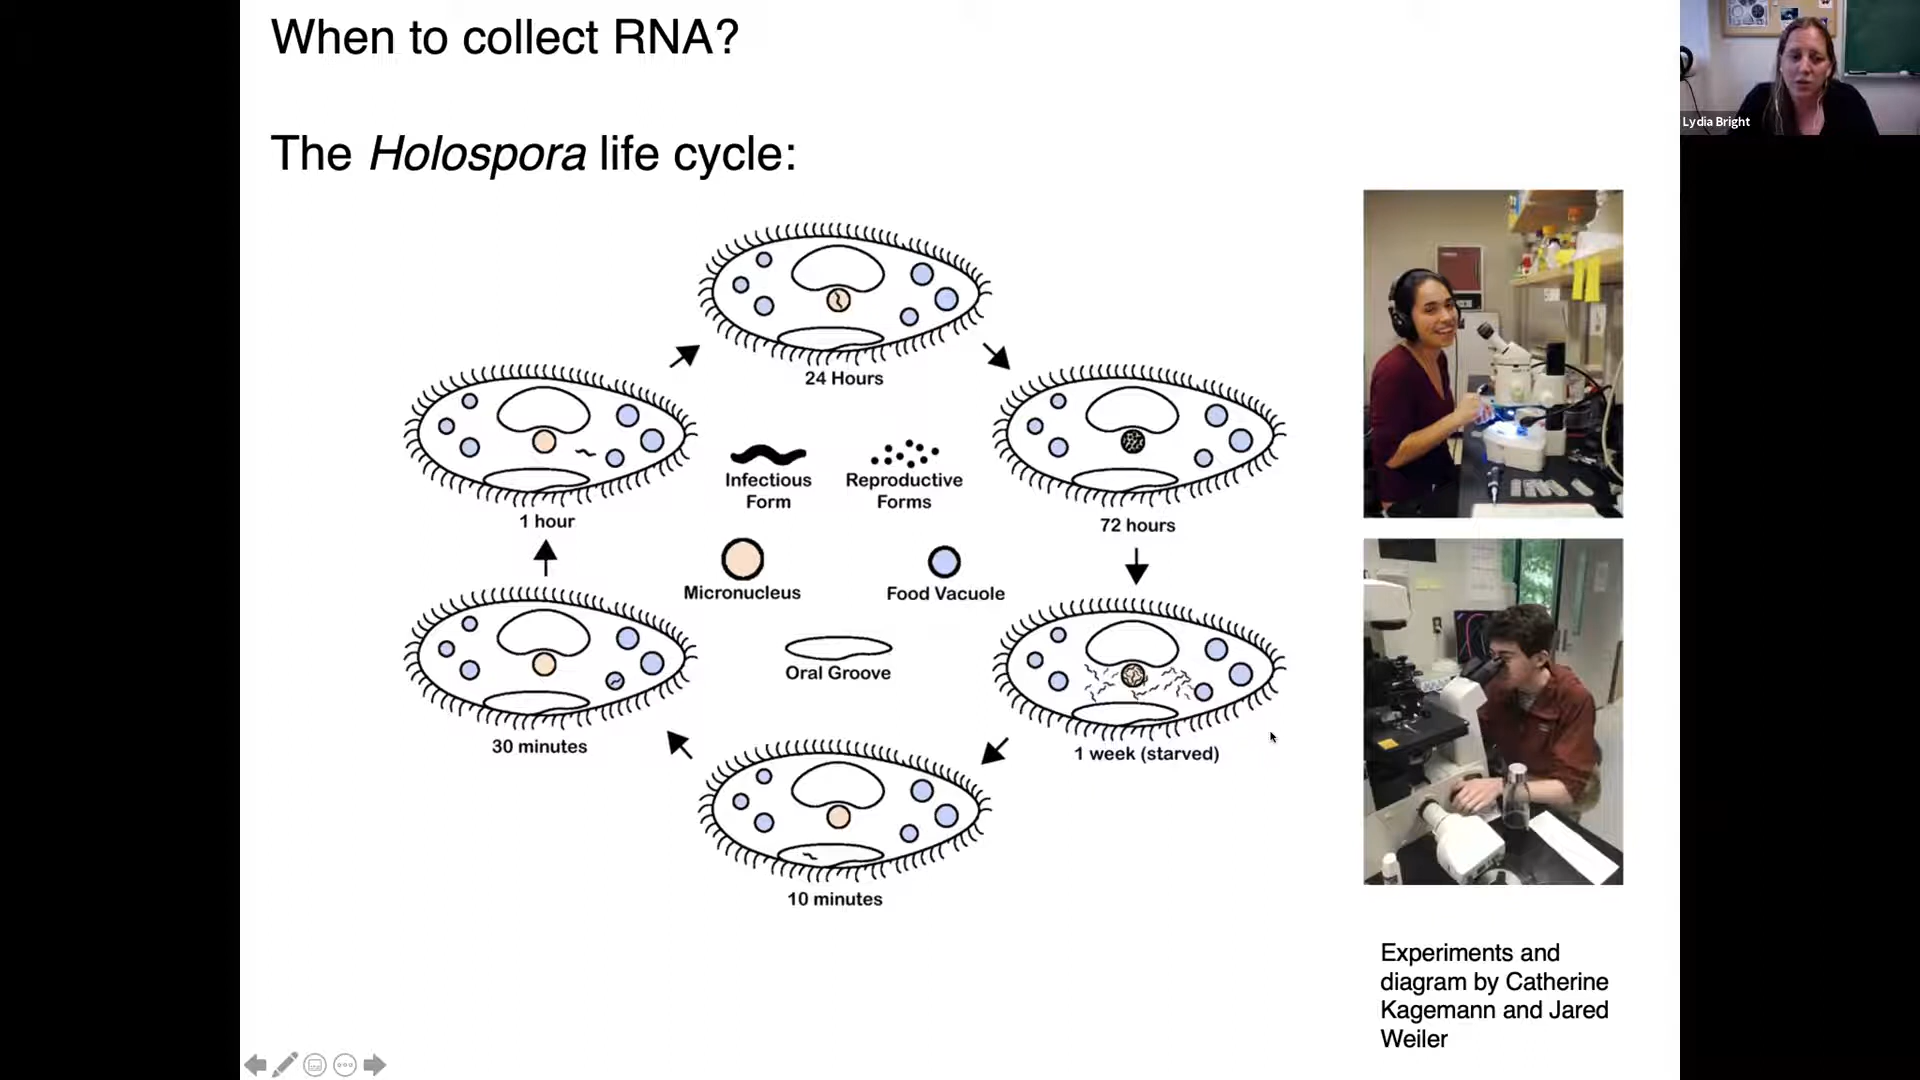 When to collect RNA?
Lydia Bright
The Holospora life cycle:
24 Hours
1 hour
Infectious
Form
Reproductive
Forms
72 hours
Micronucleus
Food Vacuole
Oral Groove
30 minutes
1 week (starved)
10 minutes
Experiments and
diagram by Catherine
Kagemann and Jared
Weiler